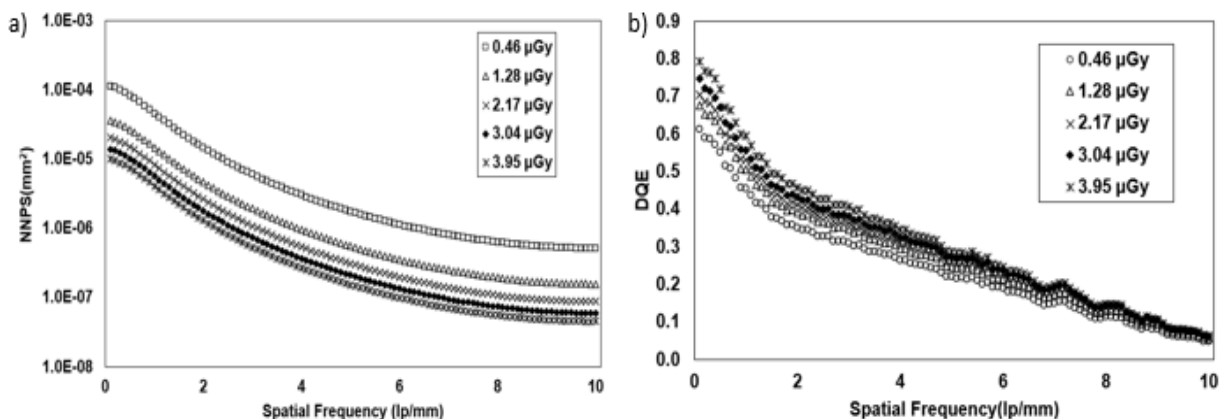 a)
NNPS(mm²)
1.0E-03
1.0E-04
1.0E-05
1.0E-06
1.0E-07
1.0E-08
0 2 4 6 8 10
Spatial Frequency (lp/mm)
0.46 µGy
1.28 µGy
2.17 µGy
3.04 µGy
3.95 µGy
b)
DQE
0.9
0.8
0.7
0.6
0.5
0.4
0.3
0.2
0.1
0.0
0 2 4 6 8 10
Spatial Frequency(lp/mm)
0.46 µGy
1.28 µGy
2.17 µGy
3.04 µGy
3.95 µGy